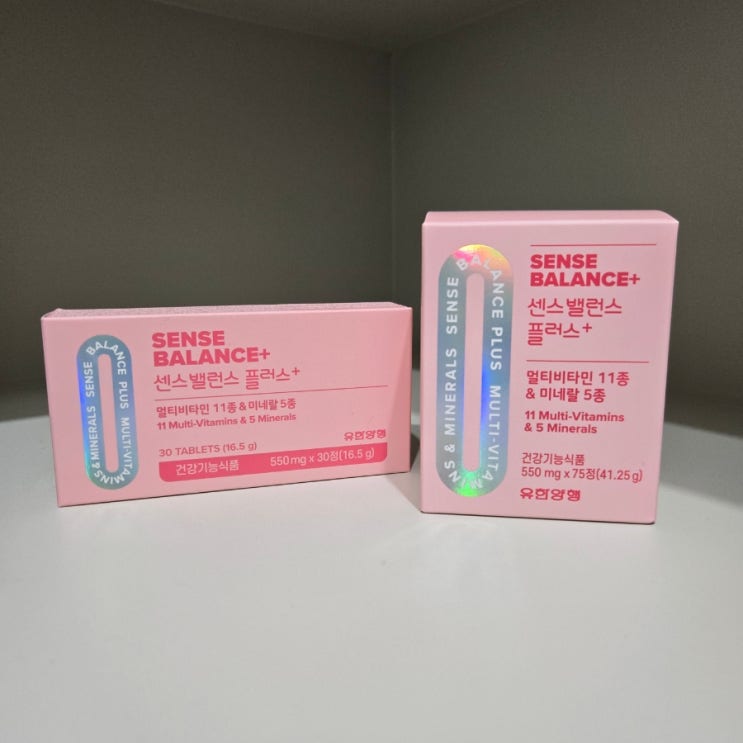 SENSE
BALANCE+
센스밸런스 플러스+
멀티비타민 11종 & 미네랄 5종
11 Multi-Vitamins & 5 Minerals
30 TABLETS (16.5 g)
유한양행
건강기능식품 550 mg x 30정(16.5 g)
SENSE BALANCE PLUS MULTI-VITAMINS & MINERALS
SENSE
BALANCE+
센스밸런스
플러스+
멀티비타민 11종
& 미네랄 5종
11 Multi-Vitamins
& 5 Minerals
건강기능식품
550 mg x 75정(41.25 g)
유한양행
SENSE BALANCE PLUS MULTI-VITAMINS & MINERALS